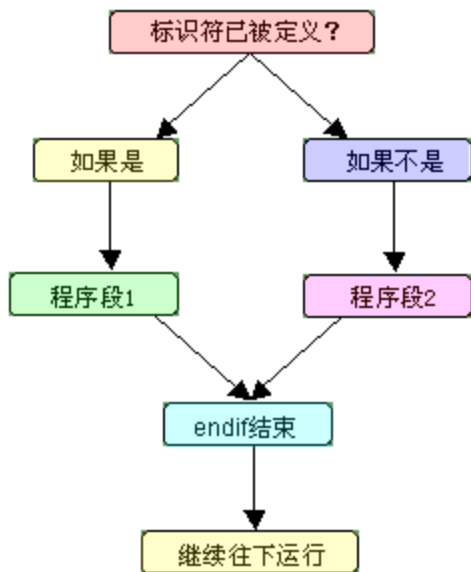 标识符已被定义？
如果是
如果不是
程序段1
程序段2
endif结束
继续往下运行